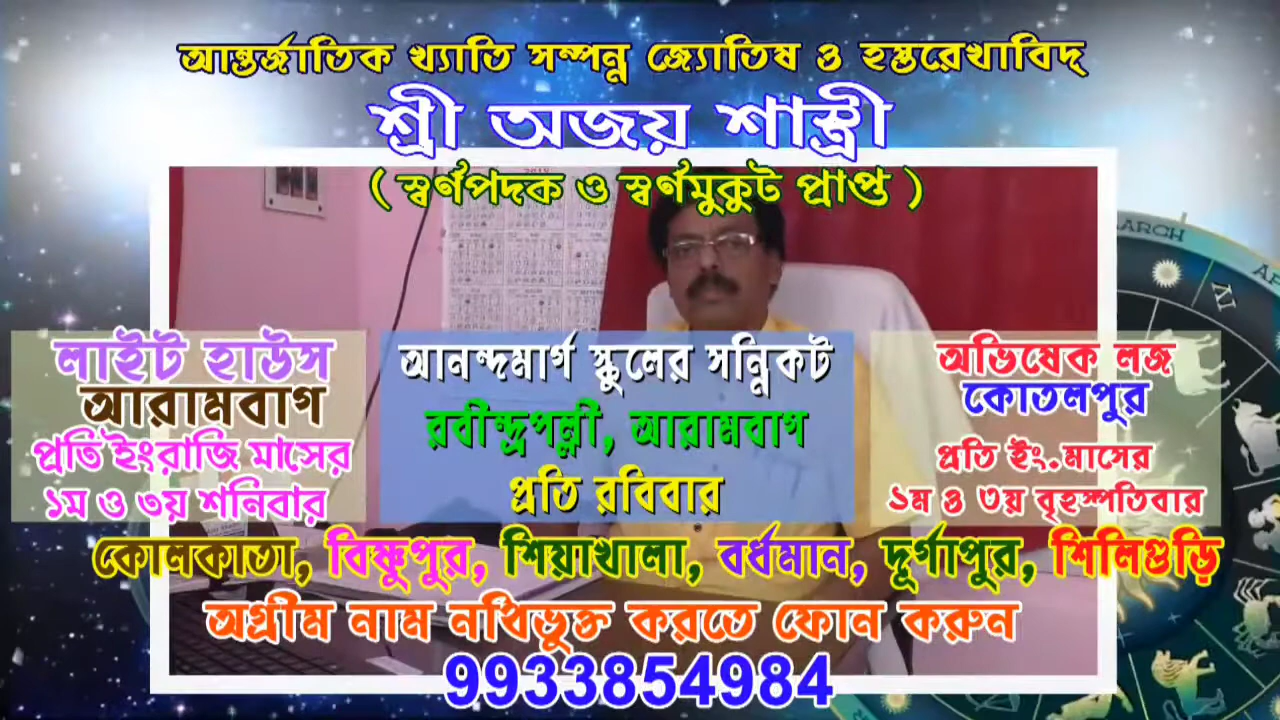 আন্তর্জাতিক খ্যাতি সম্পন্ন জ্যোতিষ ও হস্তরেখাবিদ্
শ্রী অজয় শাস্ত্রী
( স্বর্ণপদক ও স্বর্ণমুকুট প্রাপ্ত )
লাইট হাউস
আরামবাগ
প্রতি ইংরাজি মাসের
১ম ও ৩য় শনিবার
আনন্দমার্গ স্কুলের সন্নিকট
রবীন্দ্রপল্লী, আরামবাগ
প্রতি রবিবার
অভিষেক লজ
কোতলপুর
প্রতি ইং.মাসের
১ম ও ৩য় বৃহস্পতিবার
কোলকাতা, বিষ্ণুপুর, শিয়াখালা, বর্ধমান, দূর্গাপুর, শিলিগুড়ি
অগ্রীম নাম নথিভুক্ত করতে ফোন করুন
9933854984
MARCH